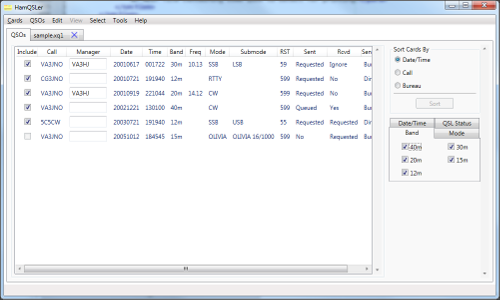 HamQSLer
Cards QSOs Edit View Select Tools Help
QSOs sample.xq1 X
Include Call Manager Date Time Band Freq Mode Submode RST Sent Rcvd Sen
VA3JNO VA3HJ 20010617 001722 30m 10.13 SSB LSB 59 Requested Ignore Bur
CG3JNO 20010721 191940 12m RTTY 599 Requested No Dir
VA3JNO VA3HJ 20010919 221044 20m 14.12 CW 599 Requested No Bur
VA3JNO 20021221 130100 40m CW 599 Queued Yes Bur
5C5CW 20030721 191940 12m SSB USB 55 Requested Requested Dir
VA3JNO 20051012 184545 15m OLIVIA OLIVIA 16/1000 599 No Requested Bur
Sort Cards By
Date/Time
Call
Bureau
Sort
Date/Time QSL Status
Band Mode
40m 30m
20m 15m
12m